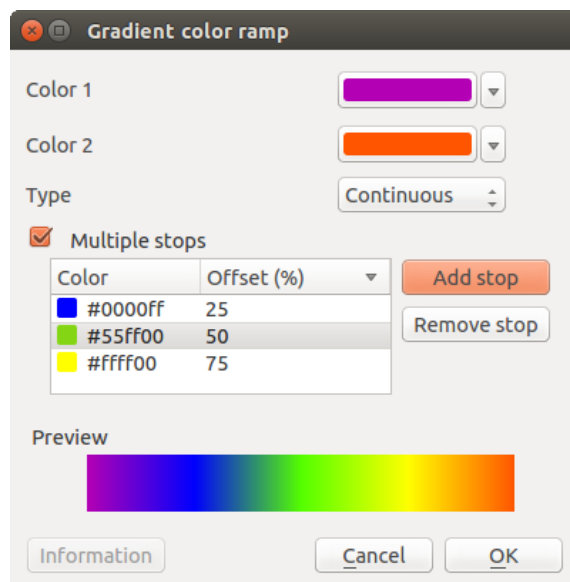 Gradient color ramp
Color 1
Color 2
Type Continuous
Multiple stops
Color Offset (%) Add stop
#0000ff 25
#55ff00 50 Remove stop
#ffff00 75
Preview
Information Cancel OK